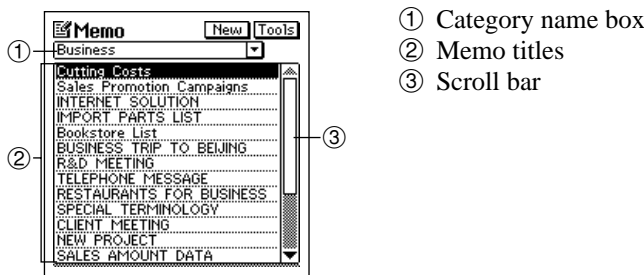 Memo New Tools
① Business
Cutting Costs
Sales Promotion Campaigns
INTERNET SOLUTION
IMPORT PARTS LIST
Bookstore List
BUSINESS TRIP TO BEIJING
R&D MEETING
TELEPHONE MESSAGE
RESTAURANTS FOR BUSINESS
SPECIAL TERMINOLOGY
CLIENT MEETING
NEW PROJECT
SALES AMOUNT DATA
②
③
① Category name box
② Memo titles
③ Scroll bar